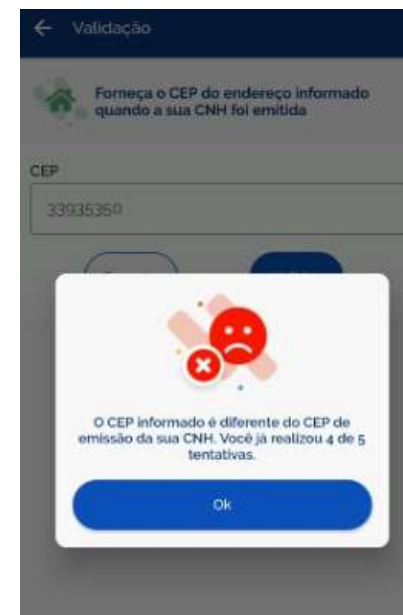 Validação
Forneça o CEP do endereço informado
quando a sua CNH foi emitida
CEP
33935350
O CEP informado é diferente do CEP de
emissão da sua CNH. Você já realizou 4 de 5
tentativas.
Ok